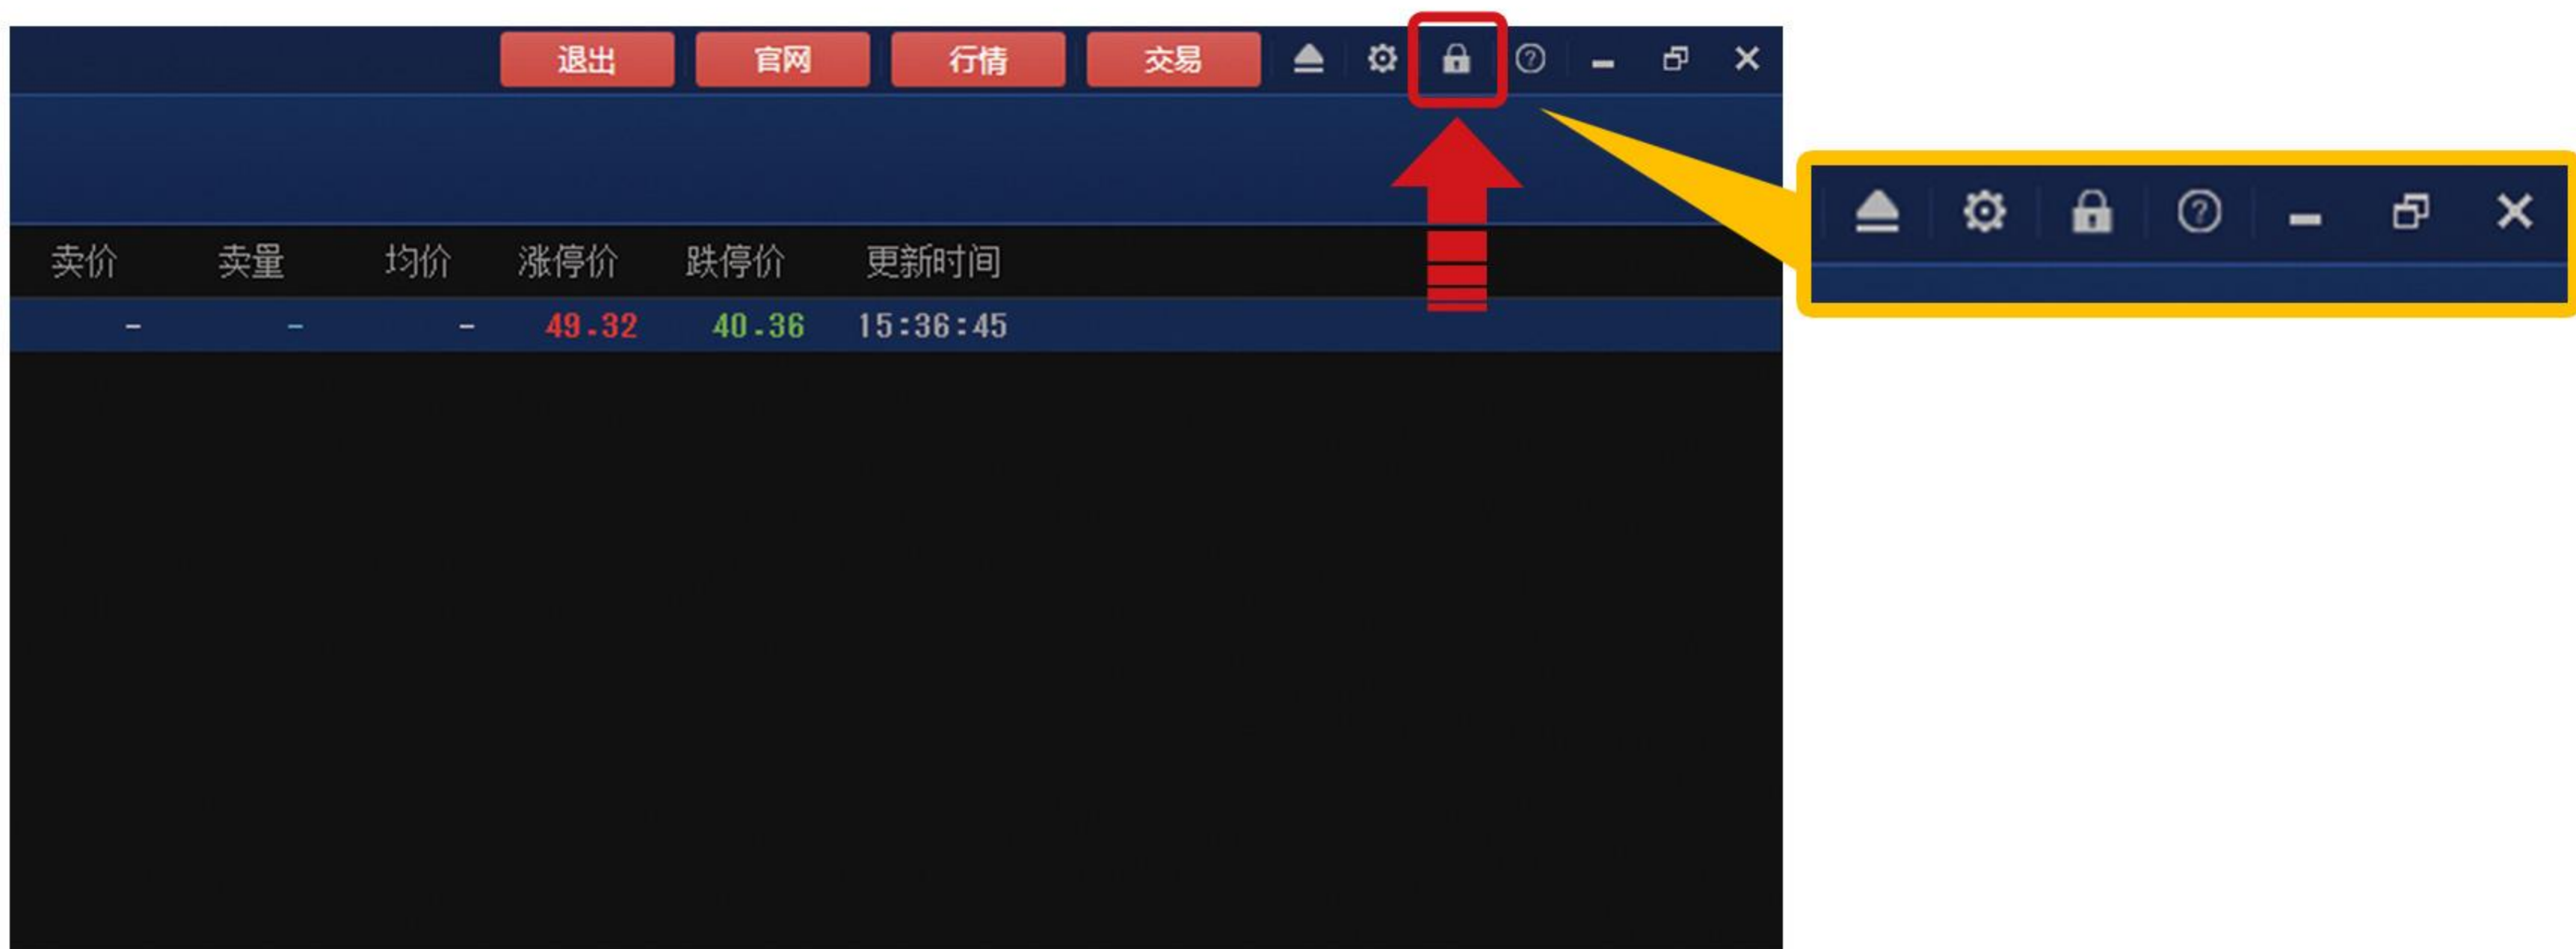 退出 官网 行情 交易
卖价 卖量 均价 涨停价 跌停价 更新时间
- - - 49.32 40.36 15:36:45